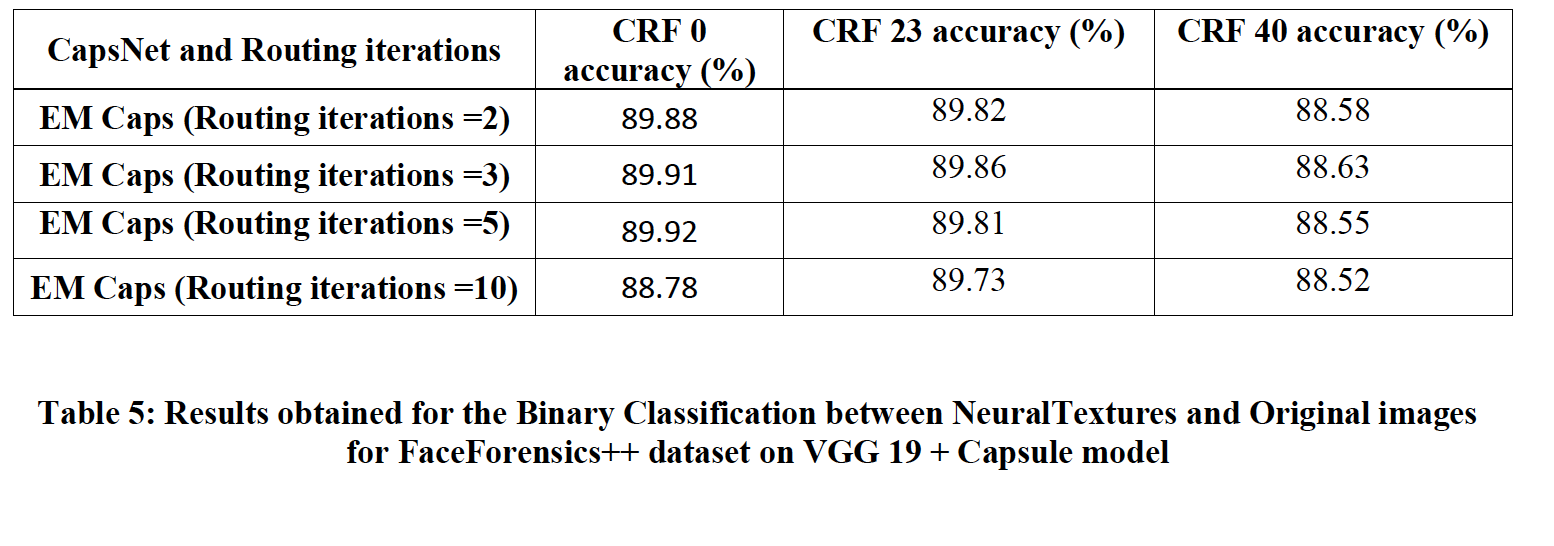 CapsNet and Routing iterations
CRF 0
accuracy (%)
CRF 23 accuracy (%)
CRF 40 accuracy (%)
EM Caps (Routing iterations =2)
89.88
89.82
88.58
EM Caps (Routing iterations =3)
89.91
89.86
88.63
EM Caps (Routing iterations =5)
89.92
89.81
88.55
EM Caps (Routing iterations =10)
88.78
89.73
88.52
Table 5: Results obtained for the Binary Classification between NeuralTextures and Original images
for FaceForensics++ dataset on VGG 19 + Capsule model